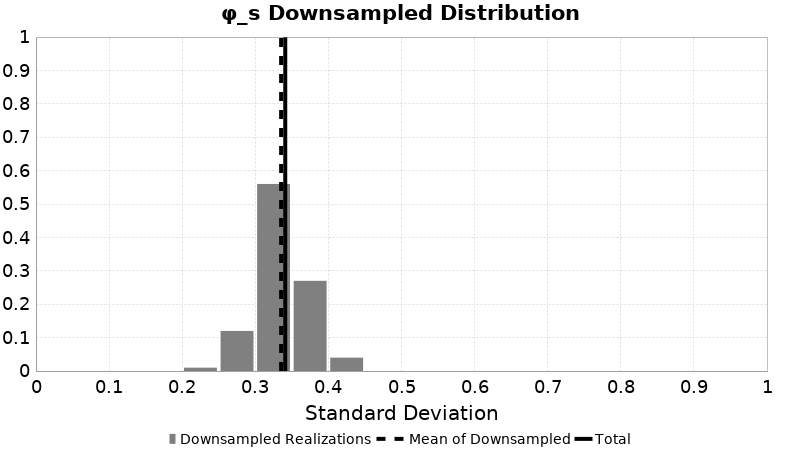 φ_s Downsampled Distribution
1
0.9
0.8
0.7
0.6
0.5
0.4
0.3
0.2
0.1
0
0 0.1 0.2 0.3 0.4 0.5 0.6 0.7 0.8 0.9 1
Standard Deviation
Downsampled Realizations Mean of Downsampled Total